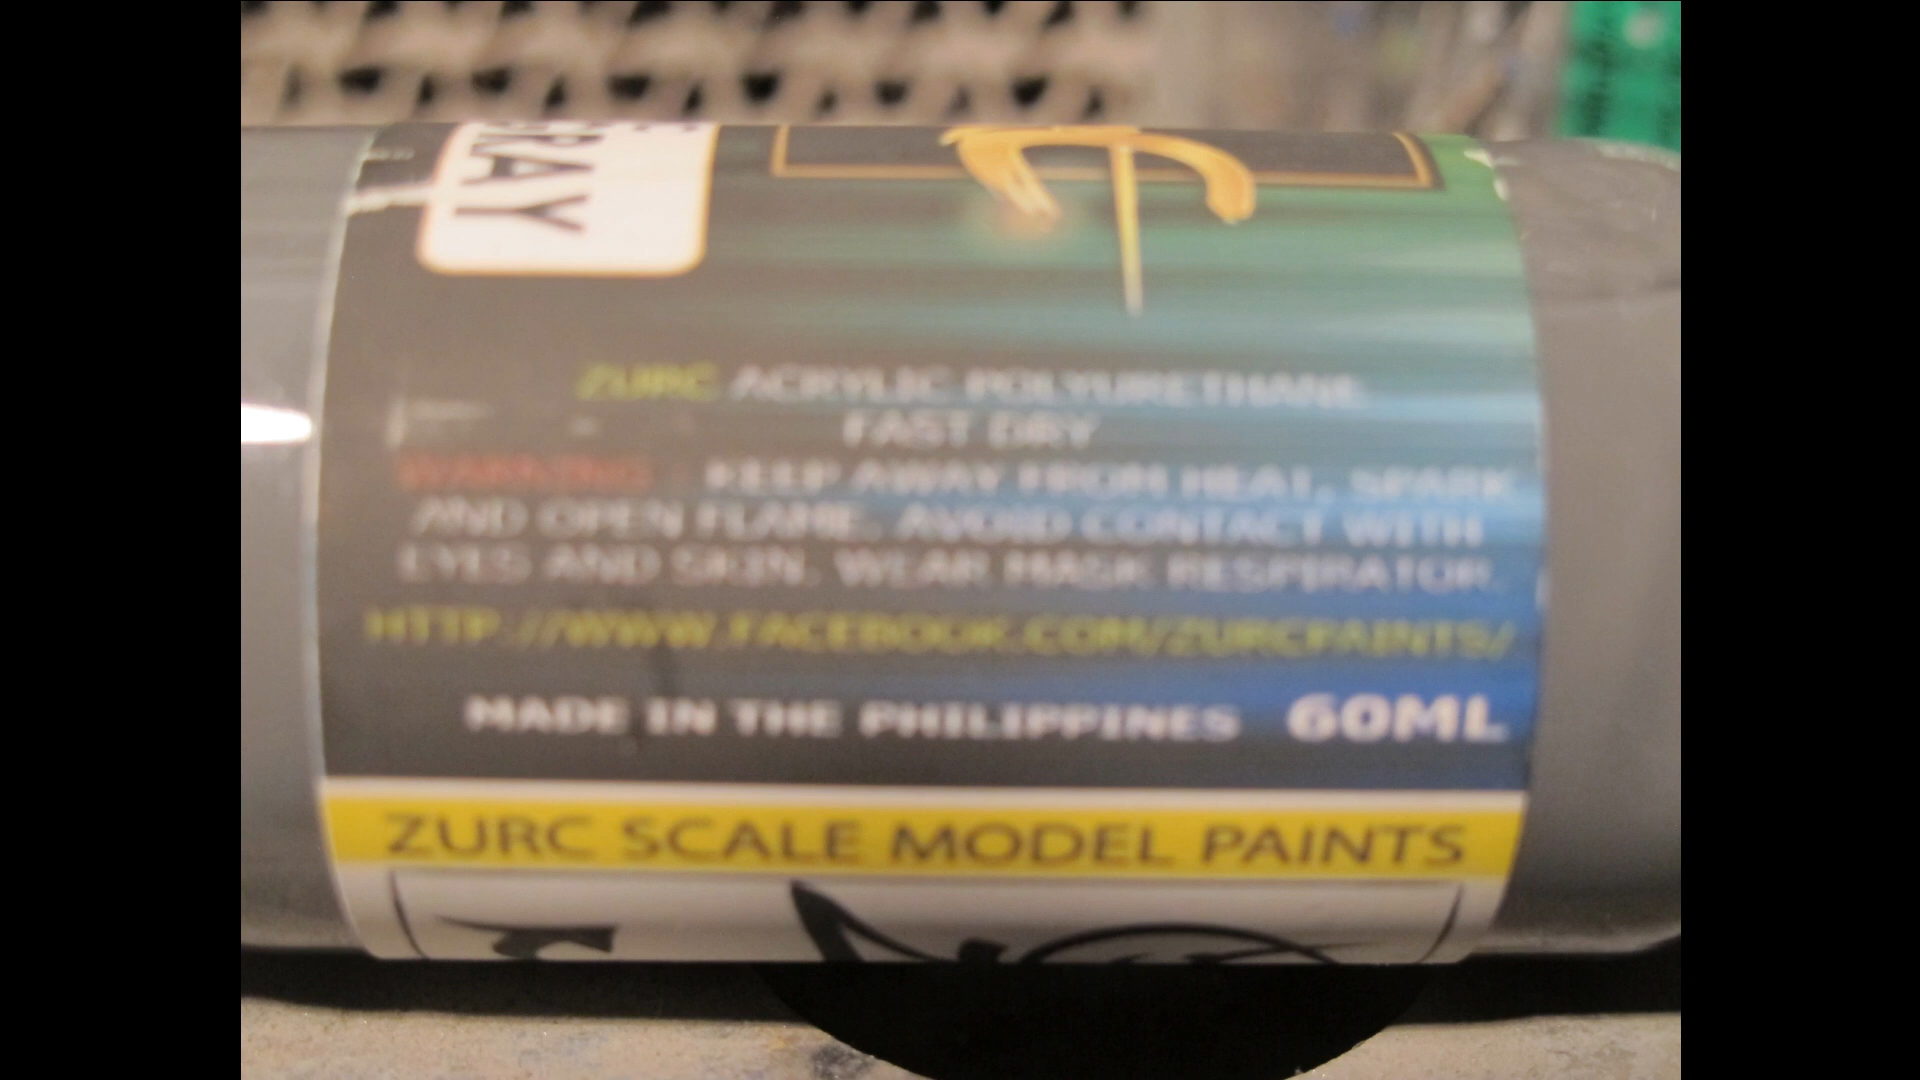 GRAY
ZURC ACRYLIC POLYURETHANE
FAST DRY
WARNING KEEP AWAY FROM HEAT, SPARK
AND OPEN FLAME. AVOID CONTACT WITH
EYES AND SKIN. WEAR MASK RESPIRATOR.
HTTP://WWW.FACEBOOK.COM/ZURCPAINTS/
MADE IN THE PHILIPPINES 60ML
ZURC SCALE MODEL PAINTS